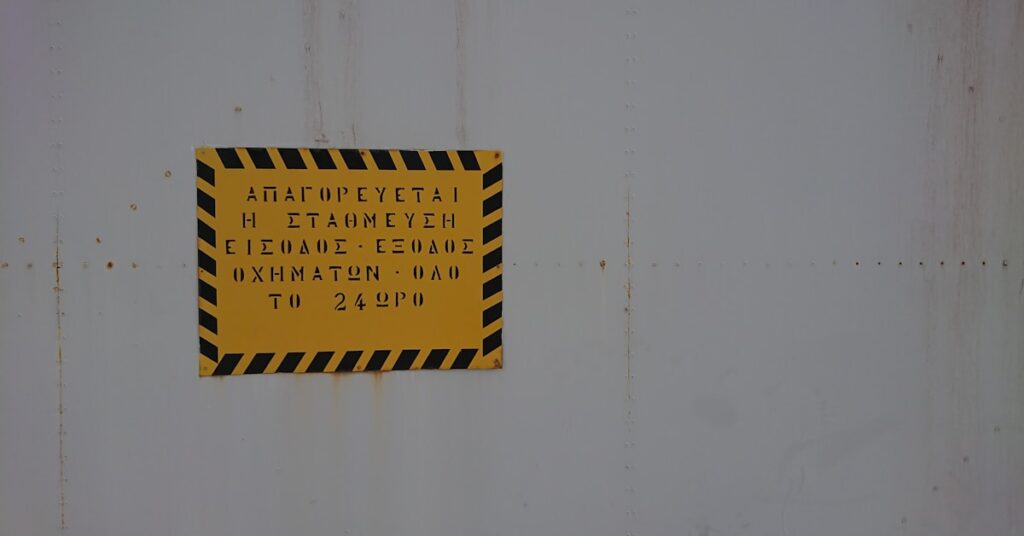 ΑΠΑΓΟΡΕΥΕΤΑΙ
Η ΣΤΑΘΜΕΥΣΗ
ΕΙΣΟΔΟΣ · ΕΞΟΔΟΣ
ΟΧΗΜΑΤΩΝ · ΟΛΟ
ΤΟ 24ΩΡΟ